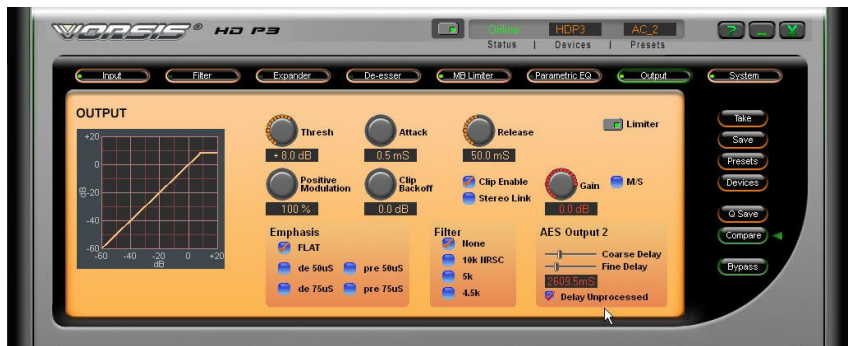 VORSIS® HD P3
Online HDP3 AC_2
Status | Devices | Presets
? _ X
Input Filter Expander De-esser MB Limiter Parametric EQ Output System
OUTPUT
+20
0
-20
-40
-60
dB
-60 -40 -20 0 +20
dB
Thresh
+ 8.0 dB
Attack
0.5 mS
Release
50.0 mS
Limiter
Positive
Modulation
100 %
Clip
Backoff
0.0 dB
Clip Enable
Stereo Link
Gain
0.0 dB
M/S
Emphasis
FLAT
de 50uS pre 50uS
de 75uS pre 75uS
Filter
None
10k NRSC
5k
4.5k
AES Output 2
Coarse Delay
Fine Delay
2609.5mS
Delay Unprocessed
Take
Save
Presets
Devices
Q Save
Compare
Bypass